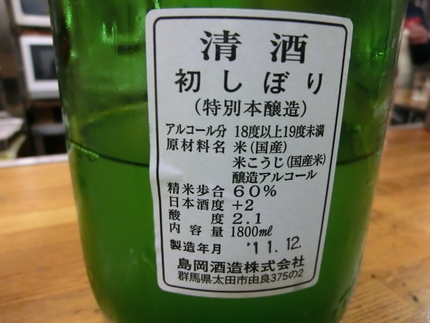 清酒
初しぼり
(特別本醸造)
アルコール分 18度以上19度未満
原材料名 米(国産)
米こうじ(国産米)
醸造アルコール
精米歩合 60%
日本酒度 +2
酸度 2.1
内容量 1800㎖
製造年月 '11.12.
島岡酒造株式会社
群馬県太田市由良375の2